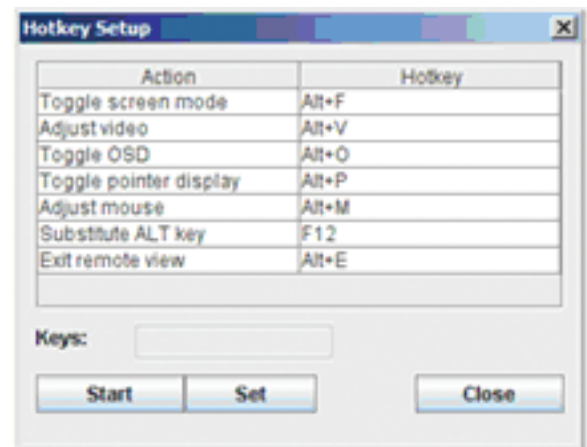 Hotkey Setup
Action Hotkey
Toggle screen mode Alt+F
Adjust video Alt+V
Toggle OSD Alt+O
Toggle pointer display Alt+P
Adjust mouse Alt+M
Substitute ALT key F12
Exit remote view Alt+E
Keys:
Start Set Close